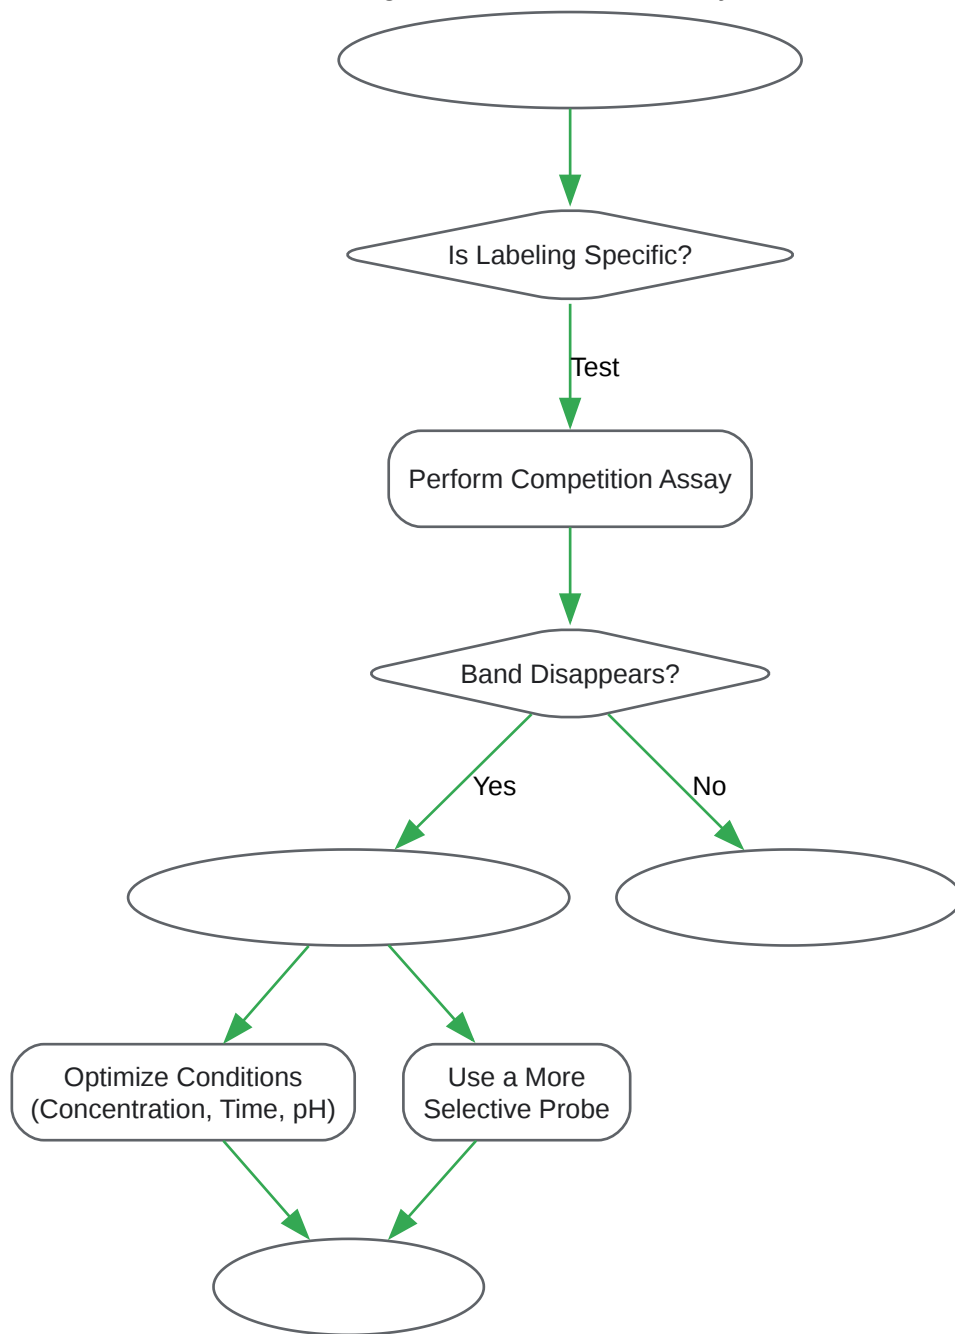 Is Labeling Specific?
Test
Perform Competition Assay
Band Disappears?
Yes
No
Optimize Conditions
(Concentration, Time, pH)
Use a More
Selective Probe